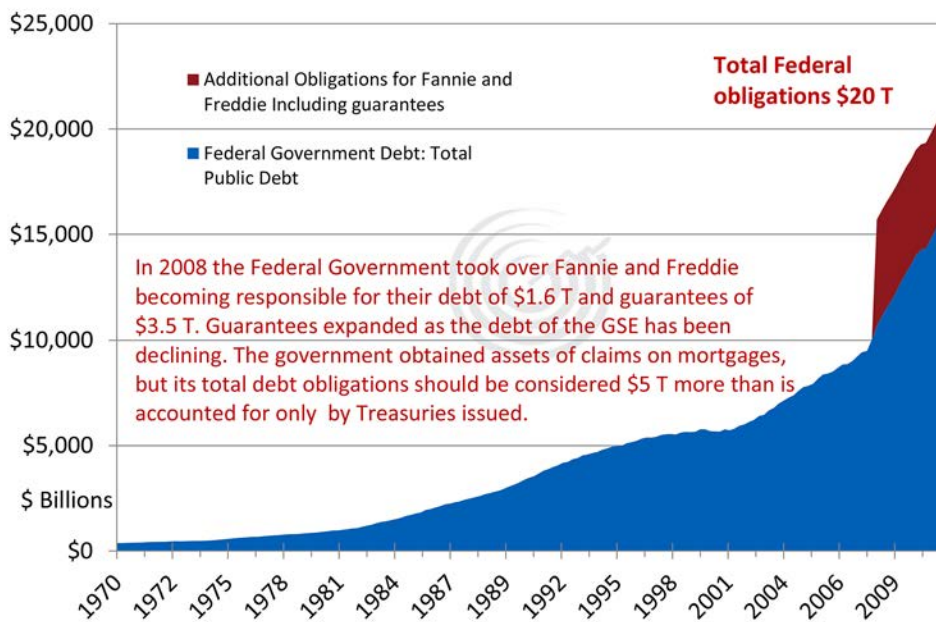 $25,000
$20,000
$15,000
$10,000
$5,000
$ Billions
$0
Additional Obligations for Fannie and
Freddie Including guarantees
Federal Government Debt: Total
Public Debt
Total Federal
obligations $20 T
In 2008 the Federal Government took over Fannie and Freddie
becoming responsible for their debt of $1.6 T and guarantees of
$3.5 T. Guarantees expanded as the debt of the GSE has been
declining. The government obtained assets of claims on mortgages,
but its total debt obligations should be considered $5 T more than is
accounted for only by Treasuries issued.
1970
1972
1975
1978
1981
1984
1987
1989
1992
1995
1998
2001
2004
2006
2009